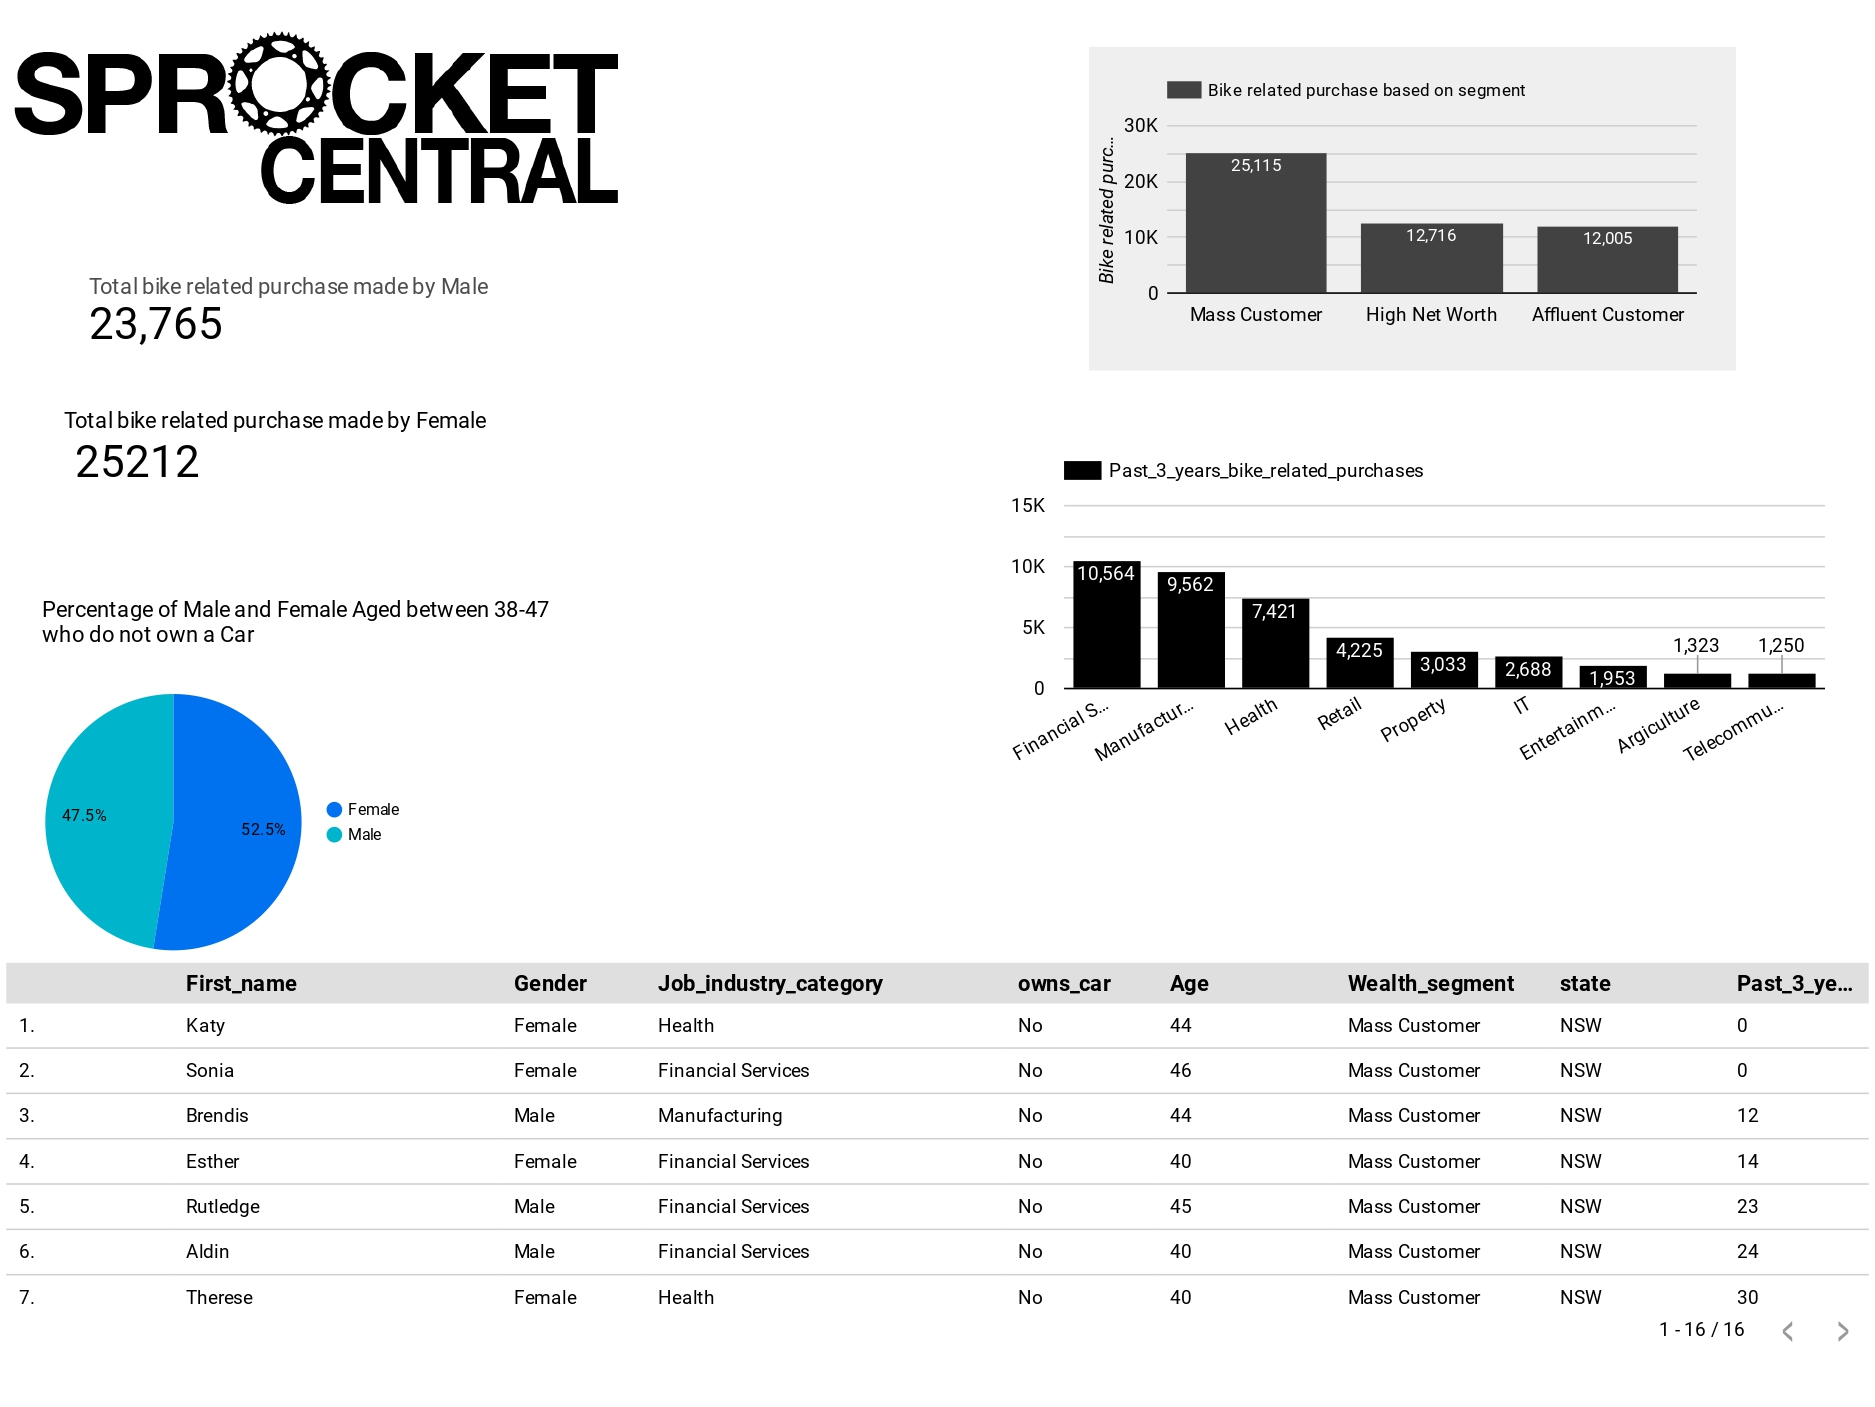 SPROCKET
CENTRAL
Total bike related purchase made by Male
23,765
Total bike related purchase made by Female
25212
Percentage of Male and Female Aged between 38-47
who do not own a Car
47.5%
52.5%
Female
Male
Bike related purchase based on segment
Bike related purc...
30K
20K
10K
0
25,115
12,716
12,005
Mass Customer
High Net Worth
Affluent Customer
Past_3_years_bike_related_purchases
15K
10K
5K
0
10,564
9,562
7,421
4,225
3,033
2,688
1,953
1,323
1,250
Financial S...
Manufactur...
Health
Retail
Property
IT
Entertainm...
Argiculture
Telecommu...
First_name Gender Job_industry_category owns_car Age Wealth_segment state Past_3_ye...
1. Katy Female Health No 44 Mass Customer NSW 0
2. Sonia Female Financial Services No 46 Mass Customer NSW 0
3. Brendis Male Manufacturing No 44 Mass Customer NSW 12
4. Esther Female Financial Services No 40 Mass Customer NSW 14
5. Rutledge Male Financial Services No 45 Mass Customer NSW 23
6. Aldin Male Financial Services No 40 Mass Customer NSW 24
7. Therese Female Health No 40 Mass Customer NSW 30
1 - 16 / 16 < >